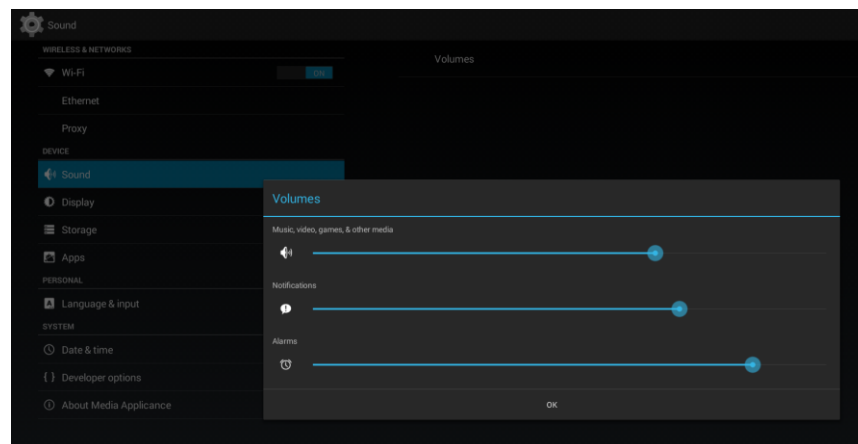 Sound
WIRELESS & NETWORKS
Wi-Fi
ON
Ethernet
Proxy
DEVICE
Sound
Display
Storage
Apps
PERSONAL
Language & input
SYSTEM
Date & time
Developer options
About Media Applicance
Volumes
Volumes
Music, video, games, & other media
Notifications
Alarms
OK